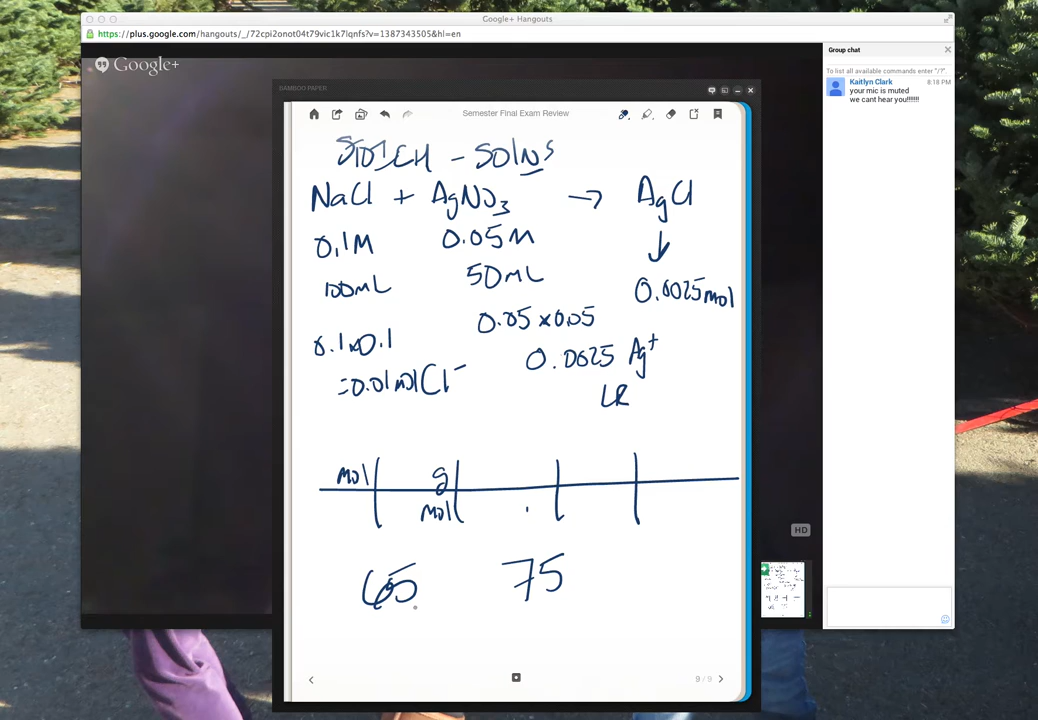 Google+ Hangouts
https://plus.google.com/hangouts/_/72cpi2onot04t79vic1k7lqnfs?v=1387343505&hl=en
Google+
Group chat
To list all available commands enter "/?"
Kaitlyn Clark 8:18 PM
your mic is muted
we cant hear you!!!!!!!
BAMBOO PAPER
Semester Final Exam Review
STOICH - SOLNS
NaCl + AgNO3 → AgCl
0.1M 0.05M ↓
100mL 50mL 0.0025mol
0.1x0.1 0.05 x 0.05
=0.01molCl- 0.0025 Ag+
LR
mol g
mol
65 75
HD
9 / 9